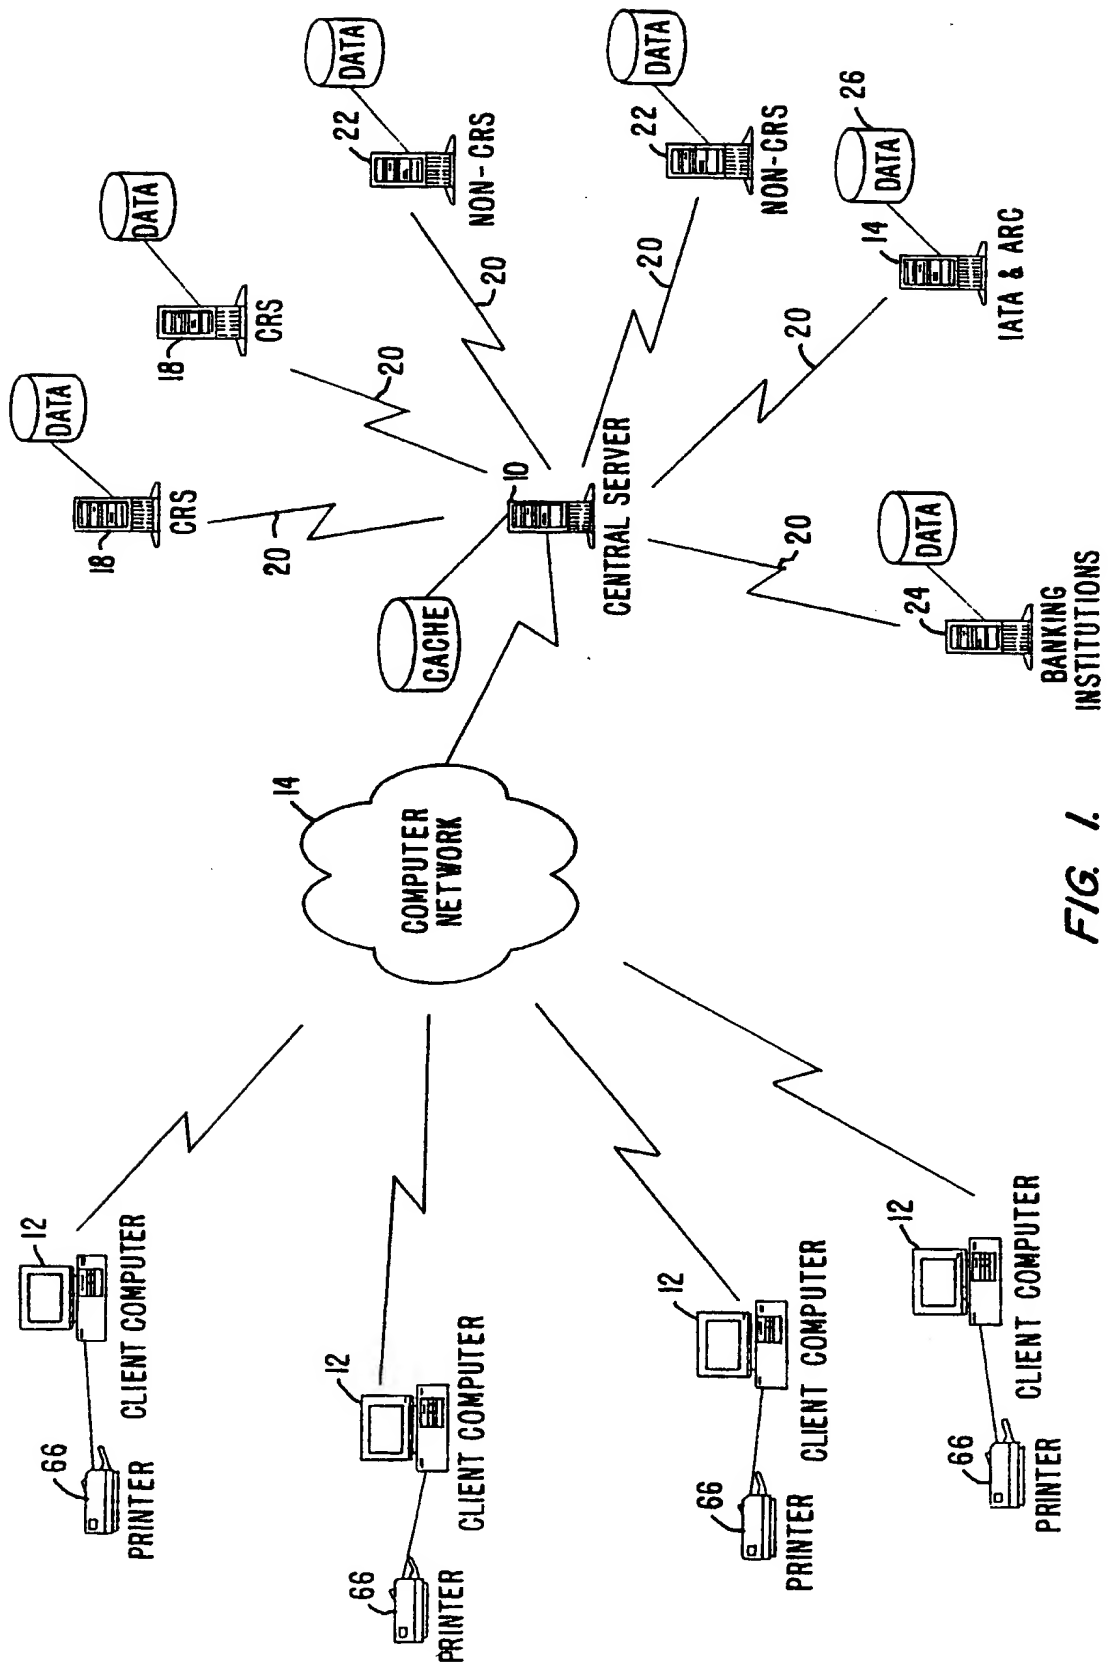 66
PRINTER
12
CLIENT COMPUTER
66
PRINTER
12
CLIENT COMPUTER
66
PRINTER
12
CLIENT COMPUTER
66
PRINTER
12
CLIENT COMPUTER
14
COMPUTER
NETWORK
CACHE
10
CENTRAL SERVER
18
CRS
DATA
20
18
CRS
DATA
20
22
NON-CRS
DATA
20
22
NON-CRS
DATA
20
14
IATA & ARC
DATA
26
20
24
BANKING
INSTITUTIONS
DATA
20
FIG. 1.